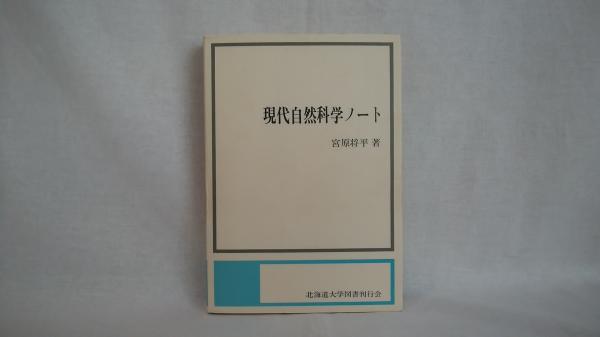 現代自然科学ノート
宮原将平 著
北海道大学図書刊行会